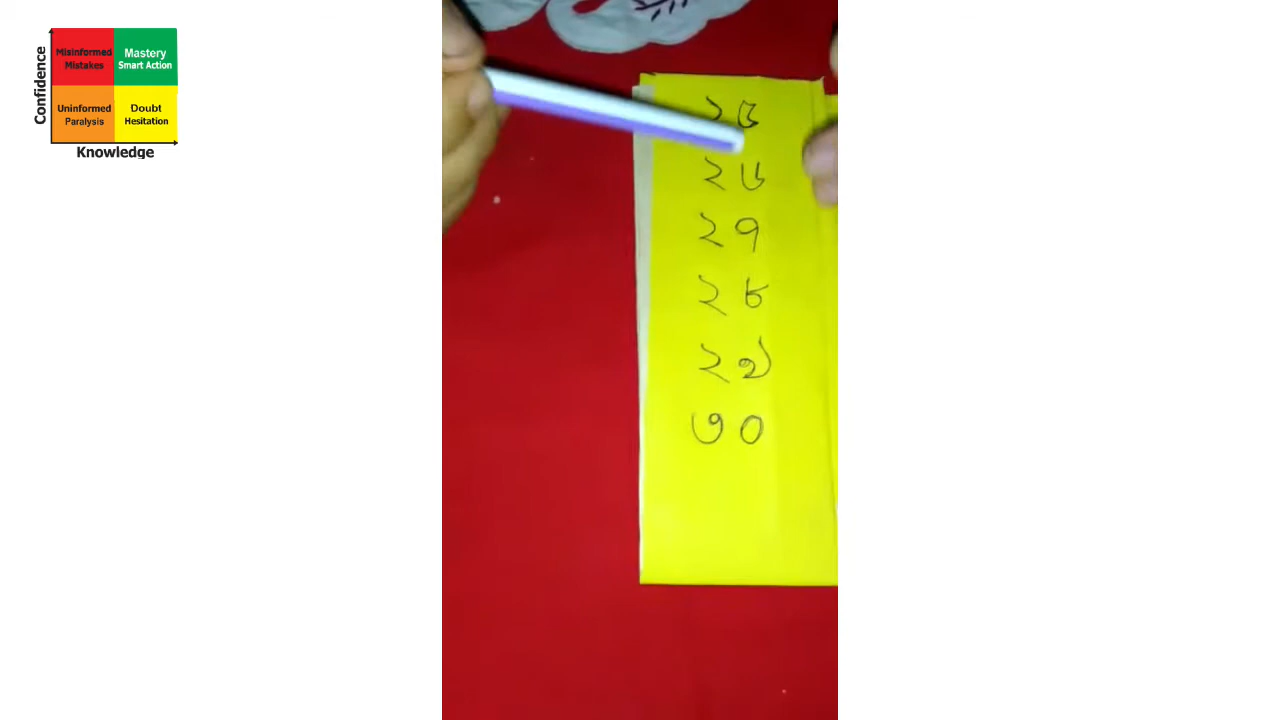 Confidence
Misinformed
Mistakes
Mastery
Smart Action
Uninformed
Paralysis
Doubt
Hesitation
Knowledge
২৫
২৬
২৭
২৮
২৯
৩০